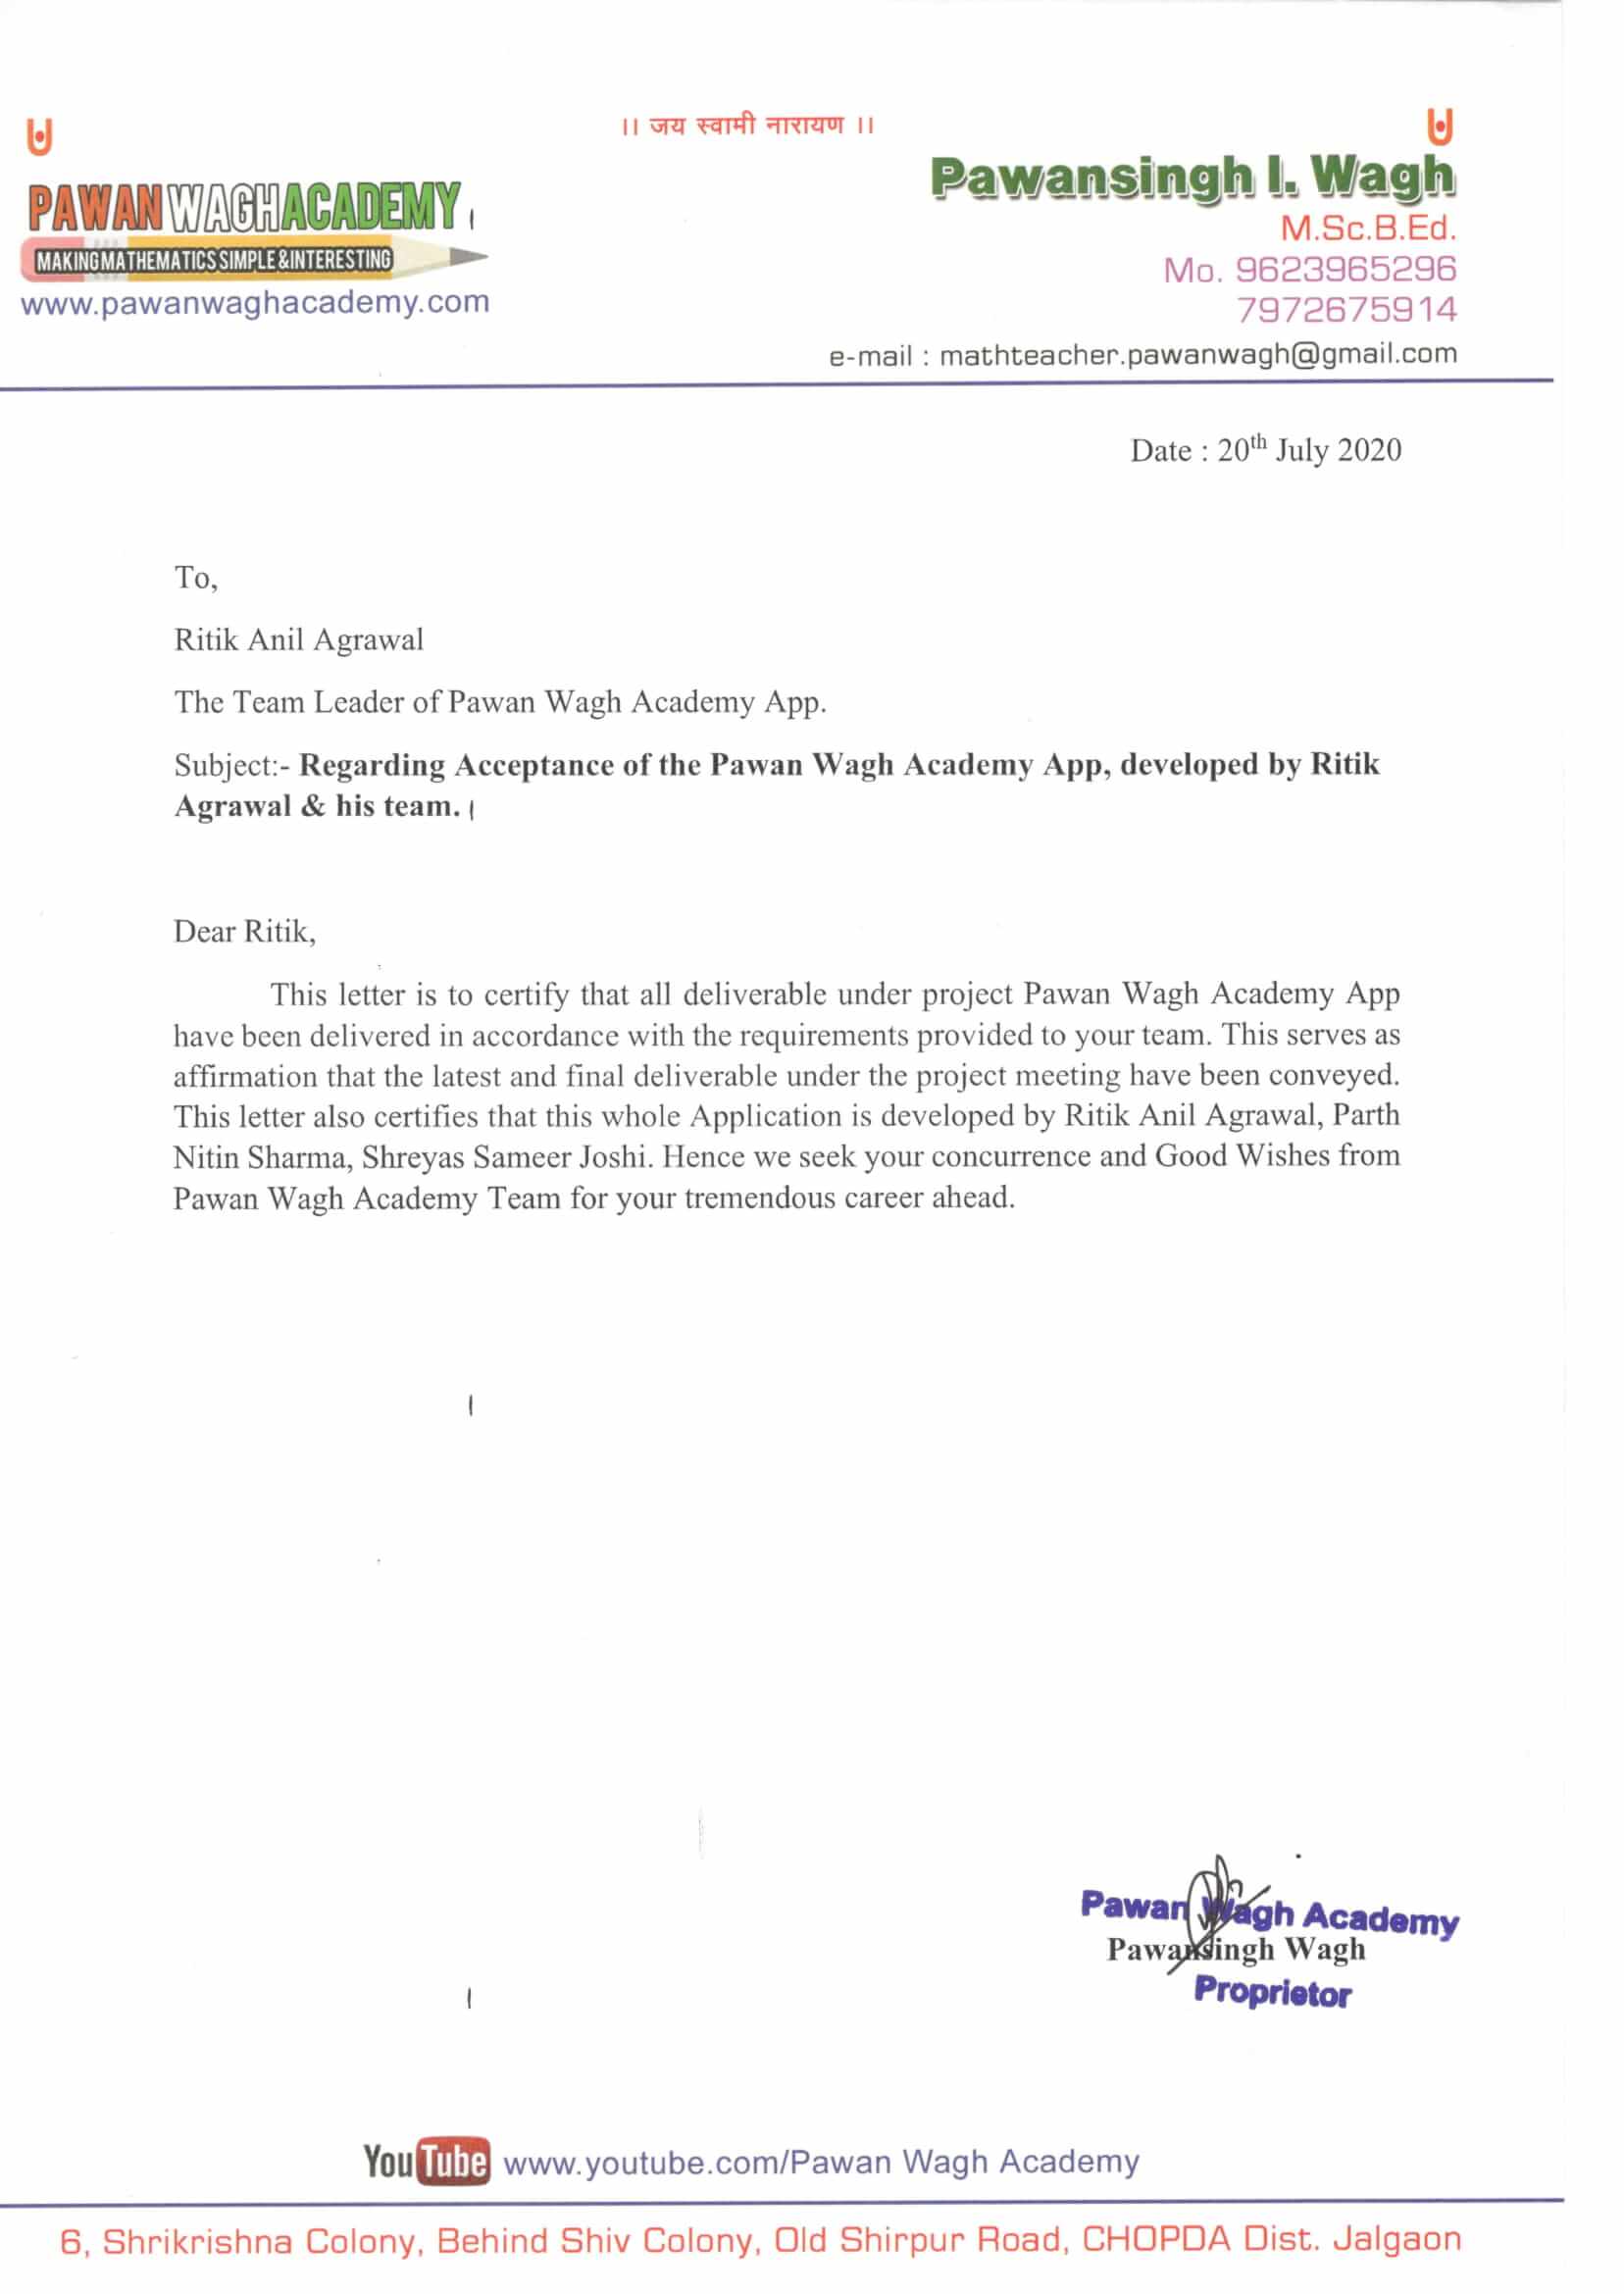 ।। जय स्वामी नारायण ।।
PAWAN WAGH ACADEMY
MAKING MATHEMATICS SIMPLE & INTERESTING
www.pawanwaghacademy.com
Pawansingh I. Wagh
M.Sc.B.Ed.
Mo. 9623965296
7972675914
e-mail : mathteacher.pawanwagh@gmail.com
Date : 20th July 2020
To,
Ritik Anil Agrawal
The Team Leader of Pawan Wagh Academy App.
Subject:- Regarding Acceptance of the Pawan Wagh Academy App, developed by Ritik
Agrawal & his team.
Dear Ritik,
This letter is to certify that all deliverable under project Pawan Wagh Academy App
have been delivered in accordance with the requirements provided to your team. This serves as
affirmation that the latest and final deliverable under the project meeting have been conveyed.
This letter also certifies that this whole Application is developed by Ritik Anil Agrawal, Parth
Nitin Sharma, Shreyas Sameer Joshi. Hence we seek your concurrence and Good Wishes from
Pawan Wagh Academy Team for your tremendous career ahead.
Pawan Wagh Academy
Pawansingh Wagh
Proprietor
YouTube www.youtube.com/Pawan Wagh Academy
6, Shrikrishna Colony, Behind Shiv Colony, Old Shirpur Road, CHOPDA Dist. Jalgaon